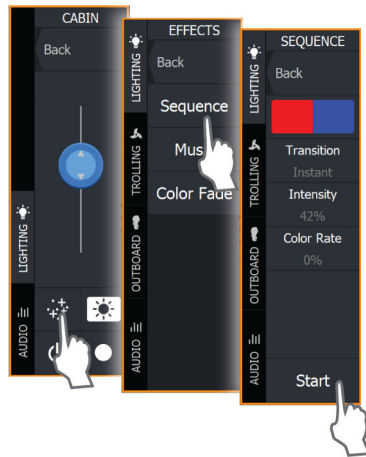 CABIN
Back
LIGHTING
AUDIO
EFFECTS
Back
Sequence
Mus
Color Fade
LIGHTING
TROLLING
OUTBOARD
AUDIO
SEQUENCE
Back
Transition
Instant
Intensity
42%
Color Rate
0%
Start
LIGHTING
TROLLING
OUTBOARD
AUDIO